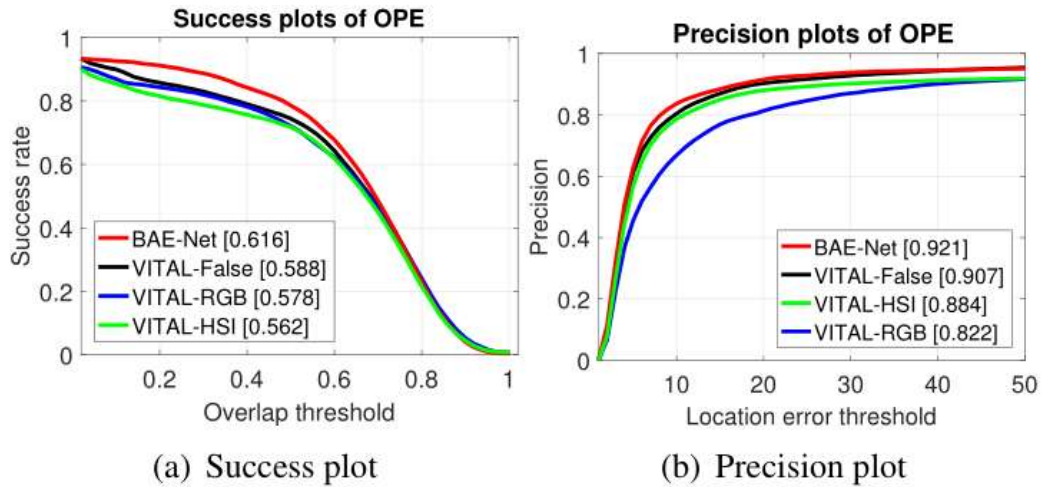 Success plots of OPE
1
0.8
0.6
0.4
0.2
0
Success rate
BAE-Net [0.616]
VITAL-False [0.588]
VITAL-RGB [0.578]
VITAL-HSI [0.562]
0.2 0.4 0.6 0.8 1
Overlap threshold
(a) Success plot
Precision plots of OPE
1
0.8
0.6
0.4
0.2
0
Precision
BAE-Net [0.921]
VITAL-False [0.907]
VITAL-HSI [0.884]
VITAL-RGB [0.822]
10 20 30 40 50
Location error threshold
(b) Precision plot